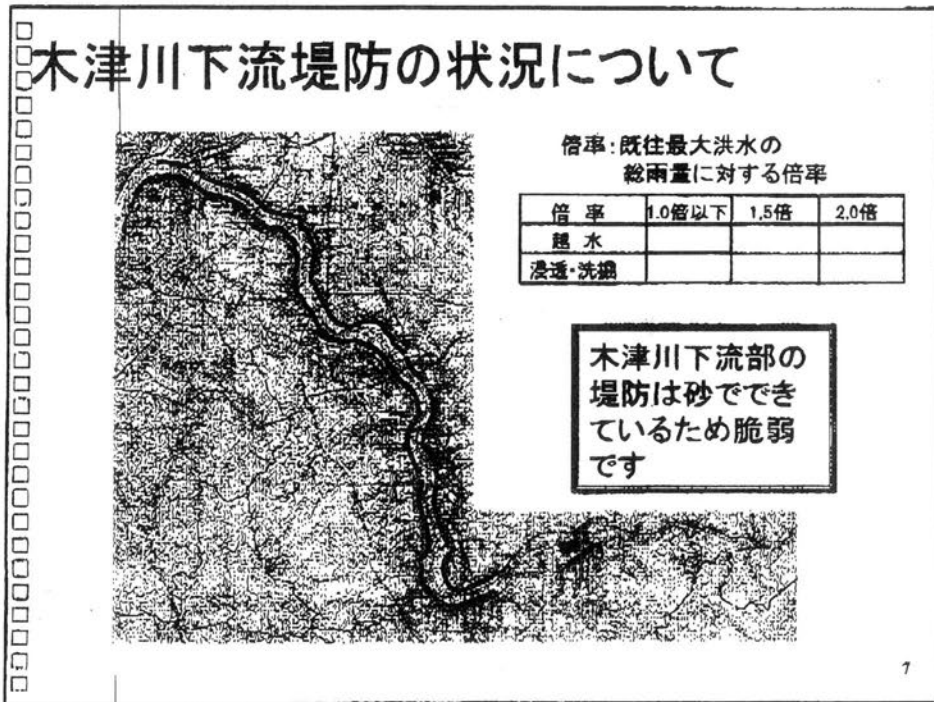 木津川下流堤防の状況について
倍率:既往最大洪水の
総雨量に対する倍率
倍 率 1.0倍以下 1.5倍 2.0倍
越 水
浸透・洗掘
木津川下流部の
堤防は砂ででき
ているため脆弱
です
7